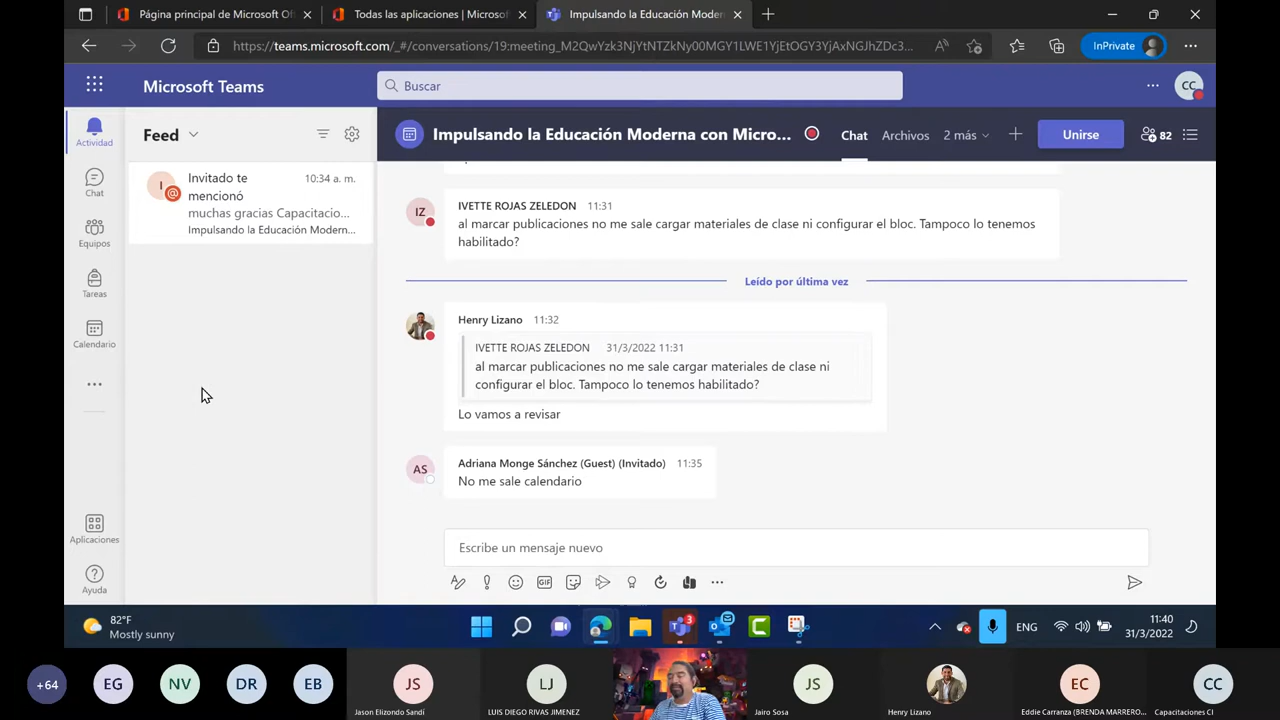 Página principal de Microsoft Of
Todas las aplicaciones | Microsof
Impulsando la Educación Modern
https://teams.microsoft.com/_#/conversations/19:meeting_M2QwYzk3NjYtNTZkNy00MGY1LWE1YjEtOGY3YjAxNGJhZDc3...
InPrivate
Microsoft Teams
Buscar
CC
Actividad
Chat
Equipos
Tareas
Calendario
Aplicaciones
Ayuda
Feed
I
Invitado te
mencionó
10:34 a. m.
muchas gracias Capacitacio...
Impulsando la Educación Modern...
Impulsando la Educación Moderna con Micro...
Chat
Archivos
2 más
Unirse
82
IZ
IVETTE ROJAS ZELEDON 11:31
al marcar publicaciones no me sale cargar materiales de clase ni configurar el bloc. Tampoco lo tenemos
habilitado?
Leído por última vez
Henry Lizano 11:32
IVETTE ROJAS ZELEDON 31/3/2022 11:31
al marcar publicaciones no me sale cargar materiales de clase ni
configurar el bloc. Tampoco lo tenemos habilitado?
Lo vamos a revisar
AS
Adriana Monge Sánchez (Guest) (Invitado) 11:35
No me sale calendario
Escribe un mensaje nuevo
GIF
82°F
Mostly sunny
3
ENG
11:40
31/3/2022
+64
EG
NV
DR
EB
JS
Jason Elizondo Sandí
LJ
LUIS DIEGO RIVAS JIMENEZ
JS
Jairo Sosa
Henry Lizano
EC
Eddie Carranza (BRENDA MARRERO...
CC
Capacitaciones CI